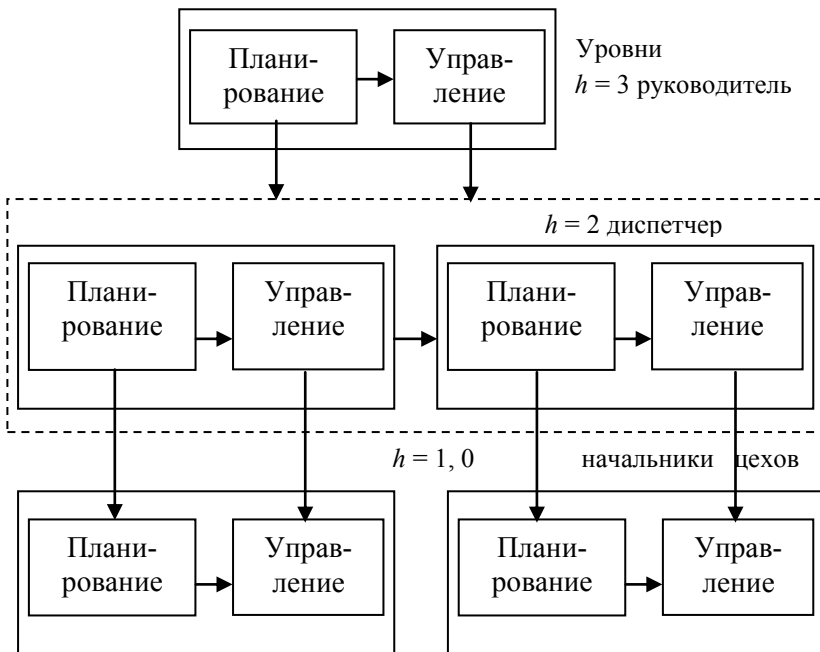 Плани-
рование
Управ-
ление
Уровни
h = 3 руководитель
h = 2 диспетчер
Плани-
рование
Управ-
ление
Плани-
рование
Управ-
ление
h = 1, 0 начальники цехов
Плани-
рование
Управ-
ление
Плани-
рование
Управ-
ление